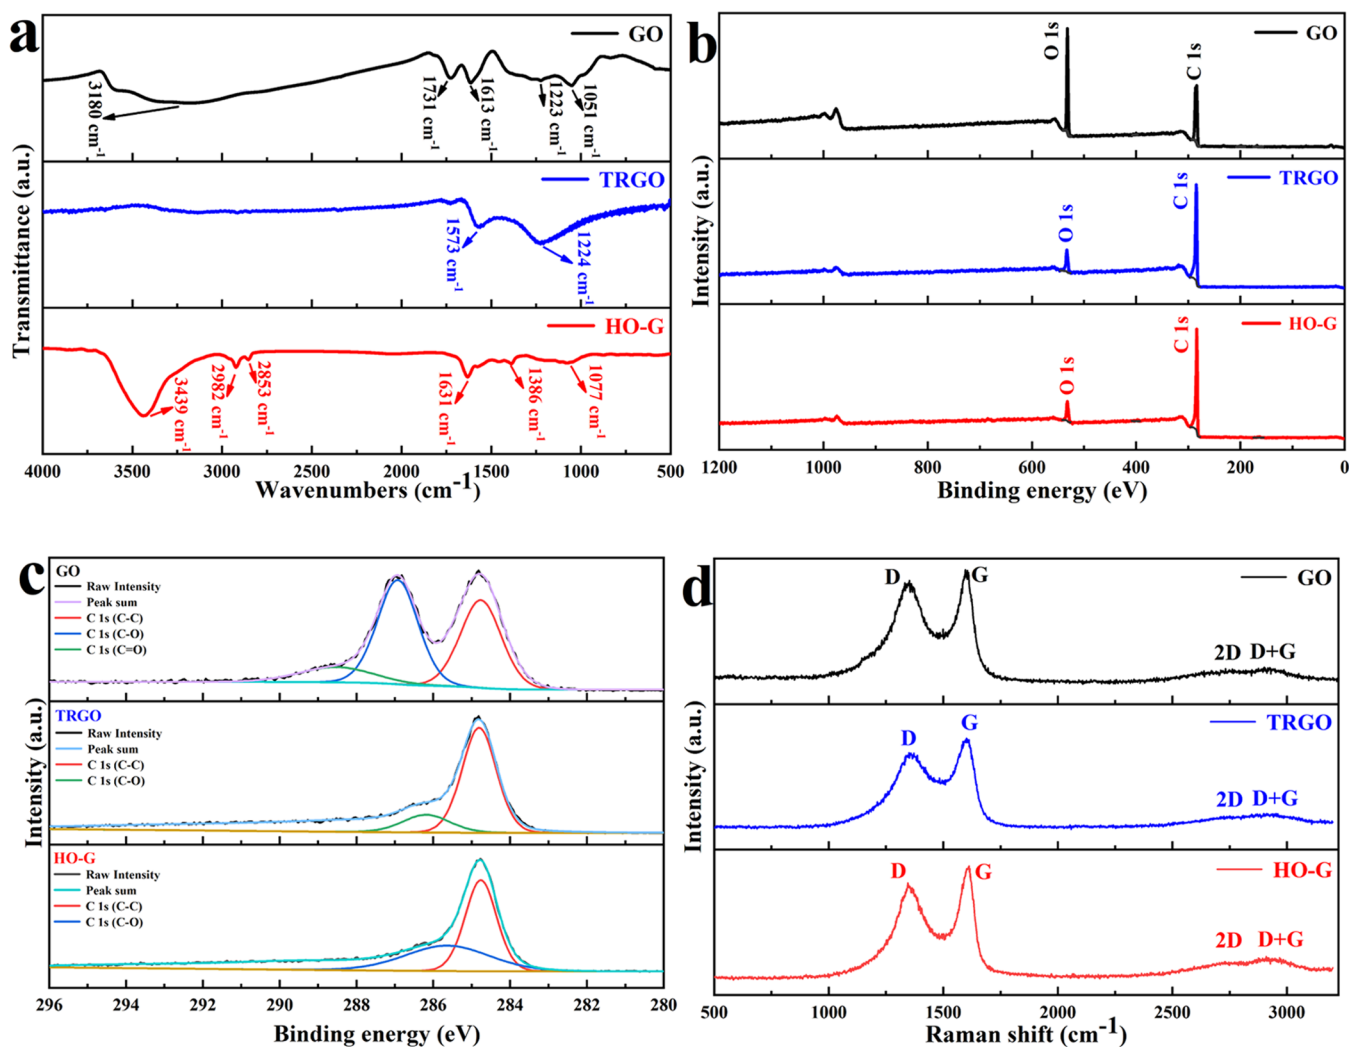 a
GO
3180 cm-1
1731 cm-1
1613 cm-1
1223 cm-1
1051 cm-1
TRGO
1573 cm-1
1224 cm-1
HO-G
3439 cm-1
2982 cm-1
2853 cm-1
1631 cm-1
1386 cm-1
1077 cm-1
Transmittance (a.u.)
4000 3500 3000 2500 2000 1500 1000 500
Wavenumbers (cm-1)
b
GO
O 1s
C 1s
TRGO
O 1s
C 1s
HO-G
O 1s
C 1s
Intensity (a.u.)
1200 1000 800 600 400 200 0
Binding energy (eV)
c
GO
Raw Intensity
Peak sum
C 1s (C-C)
C 1s (C-O)
C 1s (C=O)
TRGO
Raw Intensity
Peak sum
C 1s (C-C)
C 1s (C-O)
HO-G
Raw Intensity
Peak sum
C 1s (C-C)
C 1s (C-O)
Intensity (a.u.)
296 294 292 290 288 286 284 282 280
Binding energy (eV)
d
GO
D G
2D D+G
TRGO
D G
2D D+G
HO-G
D G
2D D+G
Intensity (a.u.)
500 1000 1500 2000 2500 3000
Raman shift (cm-1)